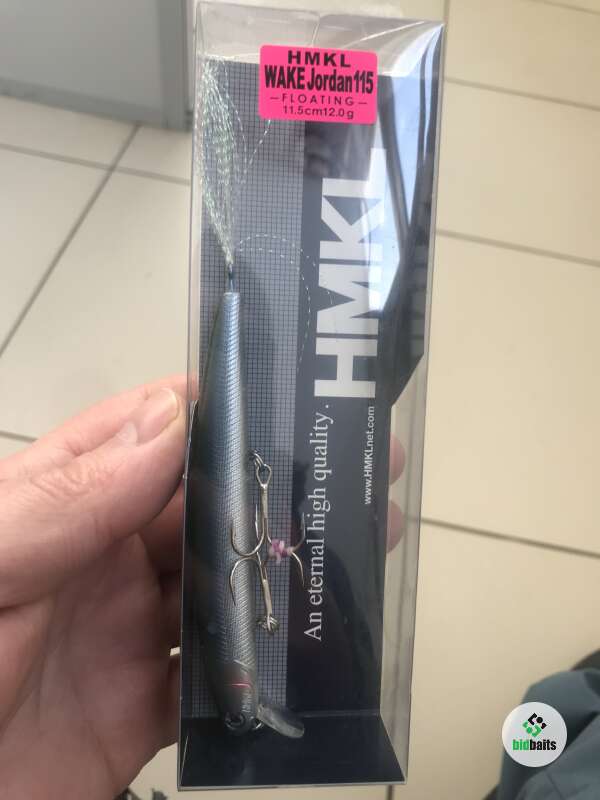 HMKL
WAKE Jordan115
-FLOATING-
11.5cm12.0g
HMKL
www.HMKLnet.com
An eternal high quality.
bidbaits